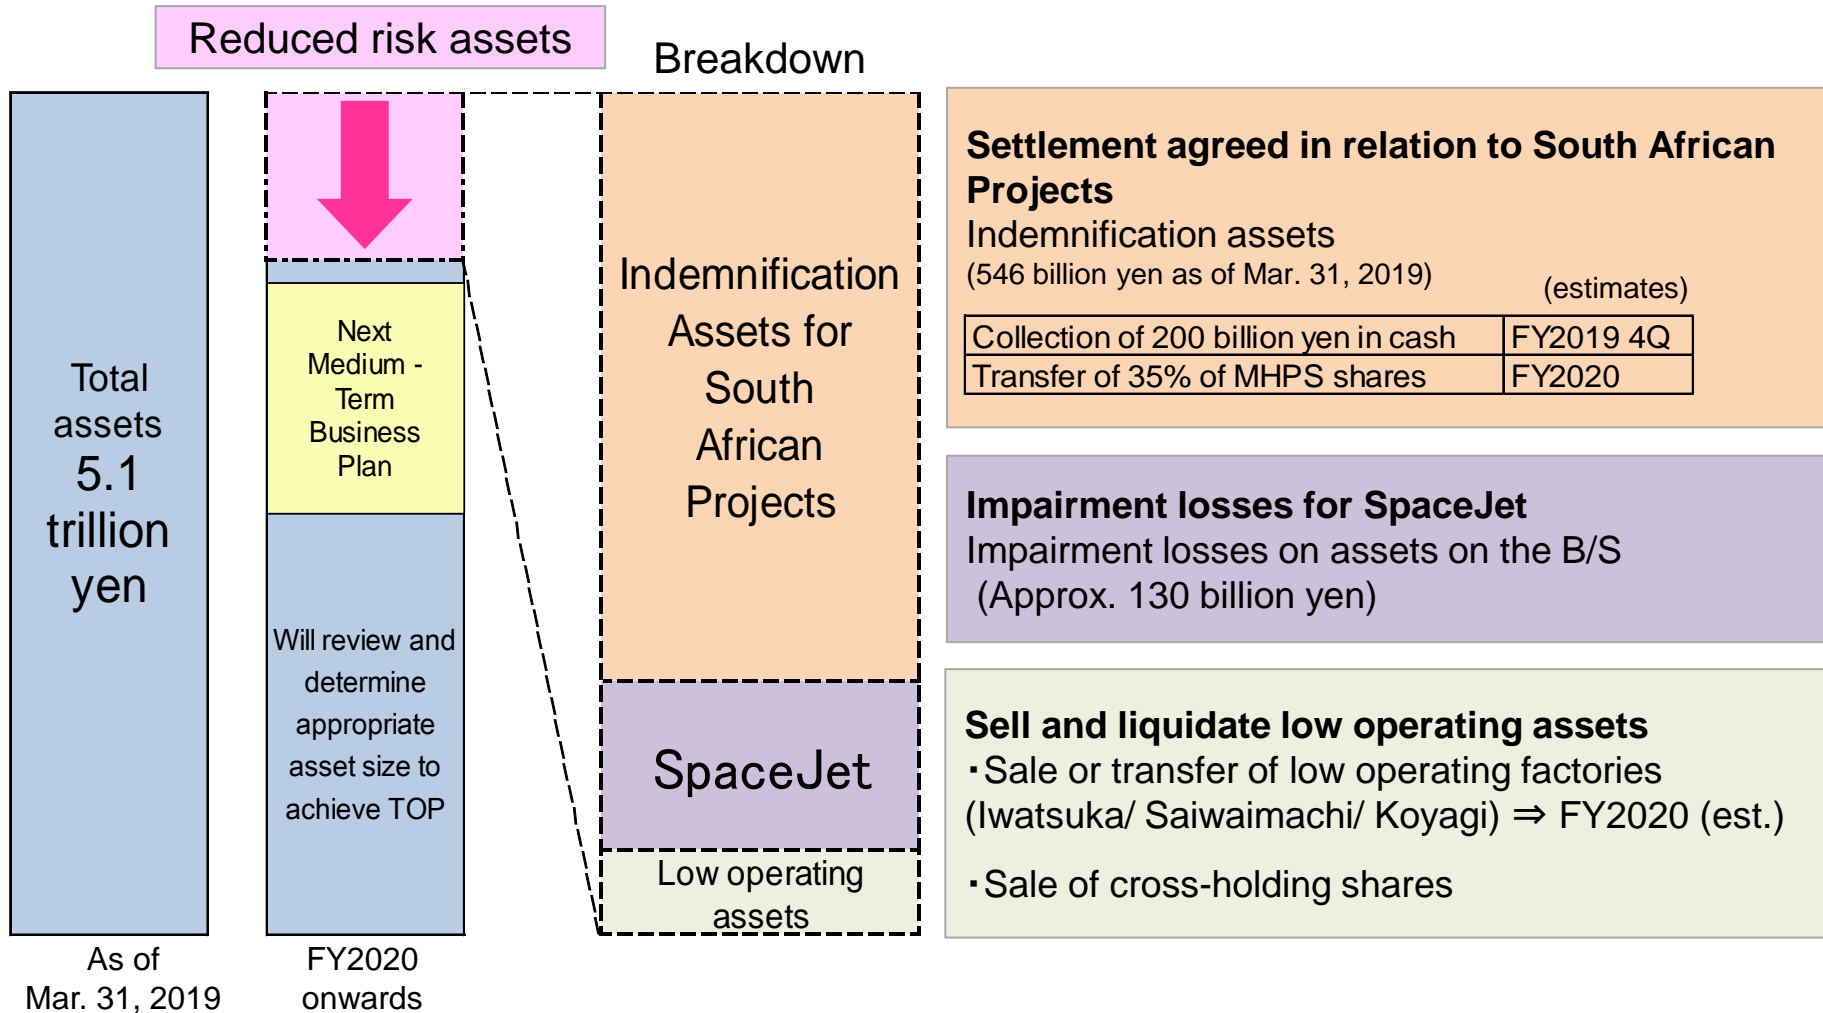 Reduced risk assets
Breakdown
Total
assets
5.1
trillion
yen
As of
Mar. 31, 2019
Next
Medium -
Term
Business
Plan
Will review and
determine
appropriate
asset size to
achieve TOP
FY2020
onwards
Indemnification
Assets for
South
African
Projects
SpaceJet
Low operating
assets
Settlement agreed in relation to South African
Projects
Indemnification assets
(546 billion yen as of Mar. 31, 2019)
(estimates)
Collection of 200 billion yen in cash FY2019 4Q
Transfer of 35% of MHPS shares FY2020
Impairment losses for SpaceJet
Impairment losses on assets on the B/S
(Approx. 130 billion yen)
Sell and liquidate low operating assets
・Sale or transfer of low operating factories
(Iwatsuka/ Saiwaimachi/ Koyagi) ⇒ FY2020 (est.)
・Sale of cross-holding shares